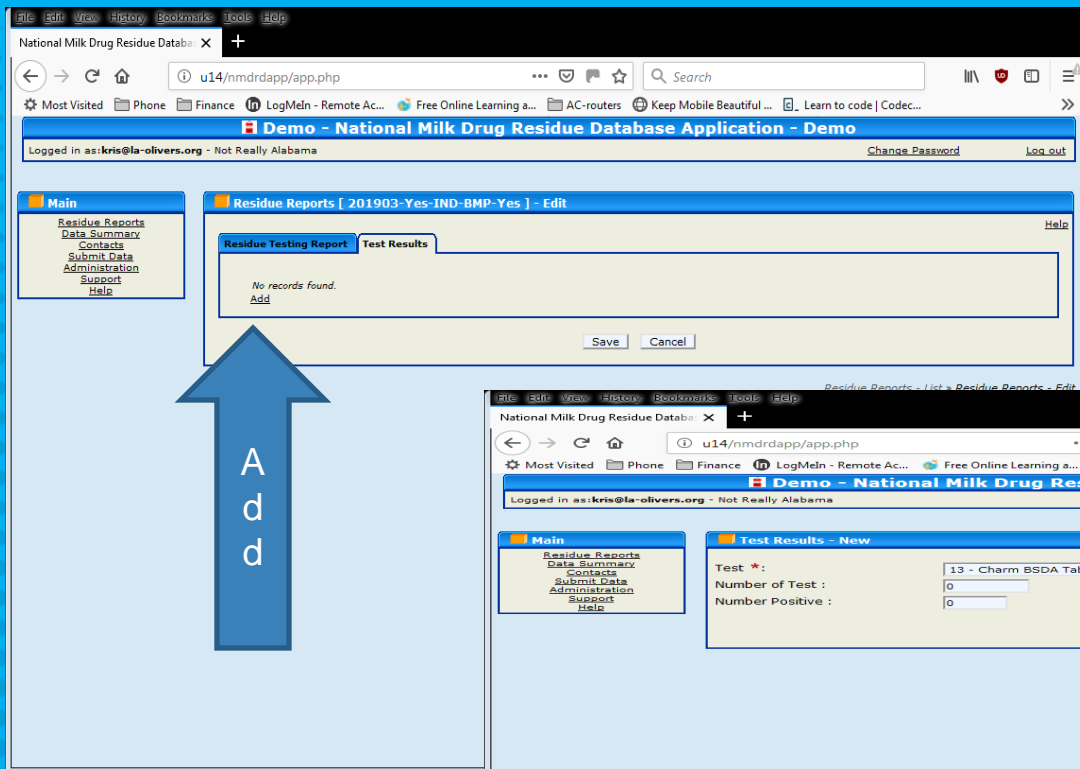 File Edit View History Bookmarks Tools Help
National Milk Drug Residue Databa
u14/nmdrdapp/app.php
Search
Most Visited Phone Finance LogMeIn - Remote Ac... Free Online Learning a... AC-routers Keep Mobile Beautiful ... Learn to code | Codec...
Demo - National Milk Drug Residue Database Application - Demo
Logged in as:kris@la-olivers.org - Not Really Alabama Change Password Log out
Main
Residue Reports
Data Summary
Contacts
Submit Data
Administration
Support
Help
Residue Reports [ 201903-Yes-IND-BMP-Yes ] - Edit
Help
Residue Testing Report Test Results
No records found.
Add
Save Cancel
Residue Reports - List » Residue Reports - Edit
A
d
d
File Edit View History Bookmarks Tools Help
National Milk Drug Residue Databa
u14/nmdrdapp/app.php
Most Visited Phone Finance LogMeIn - Remote Ac... Free Online Learning a...
Demo - National Milk Drug Res
Logged in as:kris@la-olivers.org - Not Really Alabama
Main
Residue Reports
Data Summary
Contacts
Submit Data
Administration
Support
Help
Test Results - New
Test *: 13 - Charm BSDA Tab
Number of Test : 0
Number Positive : 0